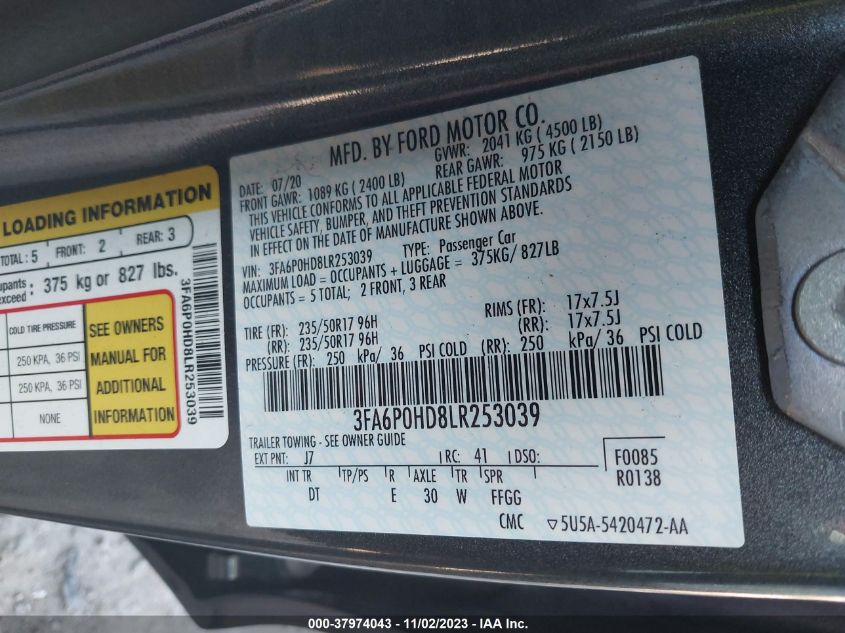 LOADING INFORMATION
TOTAL : 5 FRONT: 2 REAR: 3
375 kg or 827 lbs.
COLD TIRE PRESSURE
250 KPA, 36 PSI
250 KPA, 36 PSI
NONE
SEE OWNERS
MANUAL FOR
ADDITIONAL
INFORMATION
3FA6P0HD8LR253039
MFD. BY FORD MOTOR CO.
DATE: 07/20 GVWR: 2041 KG ( 4500 LB)
FRONT GAWR: 1089 KG ( 2400 LB) REAR GAWR: 975 KG ( 2150 LB)
THIS VEHICLE CONFORMS TO ALL APPLICABLE FEDERAL MOTOR
VEHICLE SAFETY, BUMPER, AND THEFT PREVENTION STANDARDS
IN EFFECT ON THE DATE OF MANUFACTURE SHOWN ABOVE.
VIN: 3FA6P0HD8LR253039 TYPE: Passenger Car
MAXIMUM LOAD = OCCUPANTS + LUGGAGE = 375KG/ 827LB
OCCUPANTS = 5 TOTAL; 2 FRONT, 3 REAR
TIRE (FR): 235/50R17 96H RIMS (FR): 17x7.5J
(RR): 235/50R17 96H (RR): 17x7.5J
PRESSURE (FR): 250 kPa/ 36 PSI COLD (RR): 250 kPa/ 36 PSI COLD
3FA6P0HD8LR253039
TRAILER TOWING - SEE OWNER GUIDE
EXT PNT: J7 RC: 41 DSO: F0085
INT TR TP/PS R AXLE TR SPR R0138
DT E 30 W FFGG
CMC ▽5U5A-5420472-AA
000-37974043 - 11/02/2023 - IAA Inc.